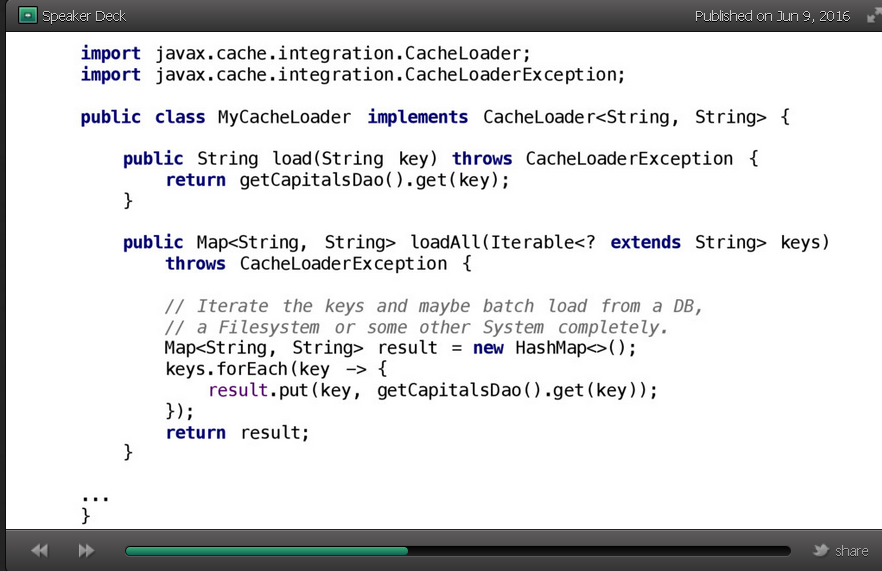 Speaker Deck
Published on Jun 9, 2016
import javax.cache.integration.CacheLoader;
import javax.cache.integration.CacheLoaderException;
public class MyCacheLoader implements CacheLoader<String, String> {
public String load(String key) throws CacheLoaderException {
return getCapitalsDao().get(key);
}
public Map<String, String> loadAll(Iterable<? extends String> keys)
throws CacheLoaderException {
// Iterate the keys and maybe batch load from a DB,
// a Filesystem or some other System completely.
Map<String, String> result = new HashMap<>();
keys.forEach(key -> {
result.put(key, getCapitalsDao().get(key));
});
return result;
}
...
}
share